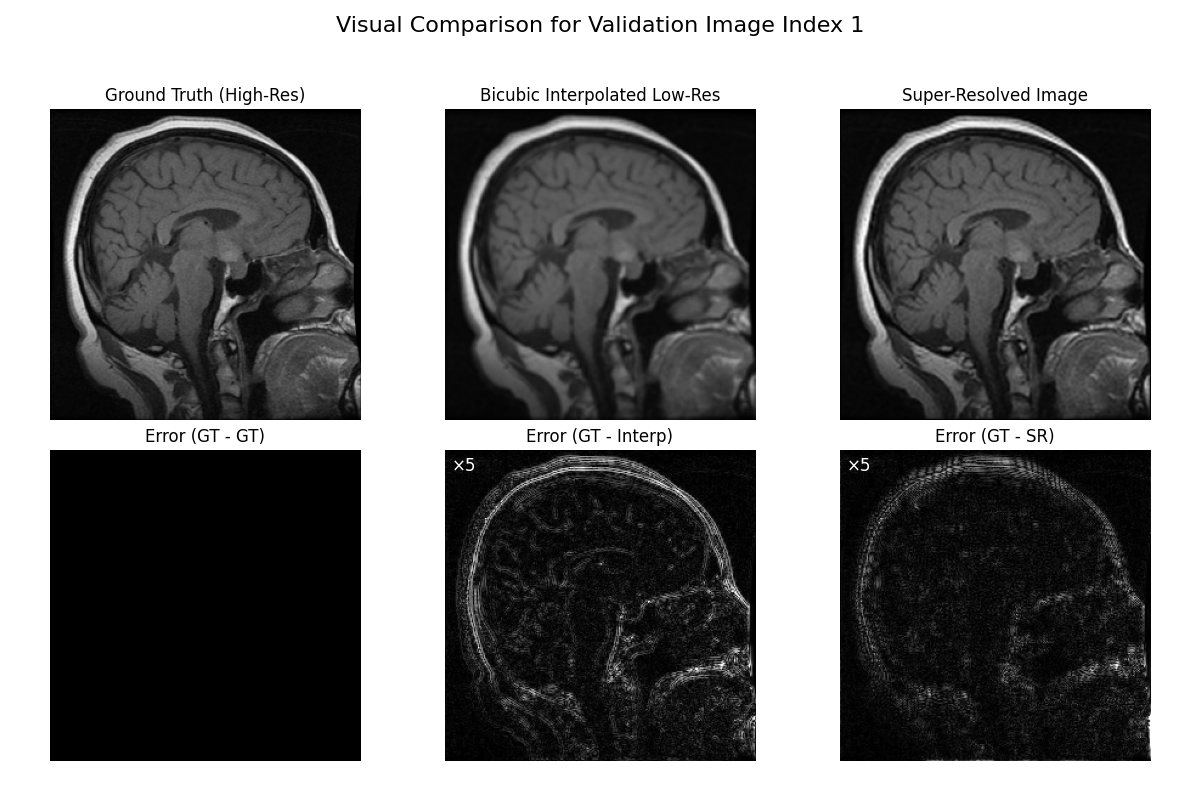 Visual Comparison for Validation Image Index 1
Ground Truth (High-Res)
Bicubic Interpolated Low-Res
Super-Resolved Image
Error (GT - GT)
Error (GT - Interp)
Error (GT - SR)
×5
×5